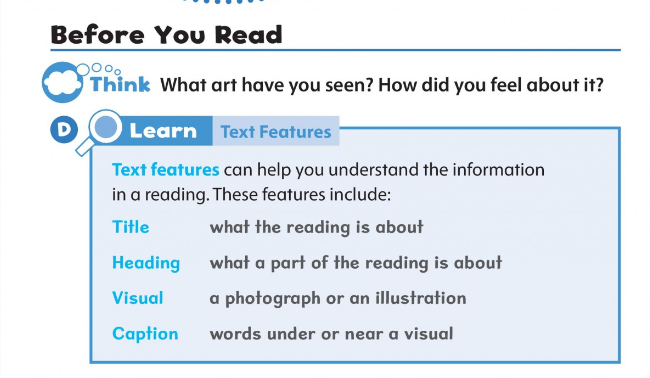 Before You Read
Think What art have you seen? How did you feel about it?
D Learn Text Features
Text features can help you understand the information
in a reading. These features include:
Title what the reading is about
Heading what a part of the reading is about
Visual a photograph or an illustration
Caption words under or near a visual